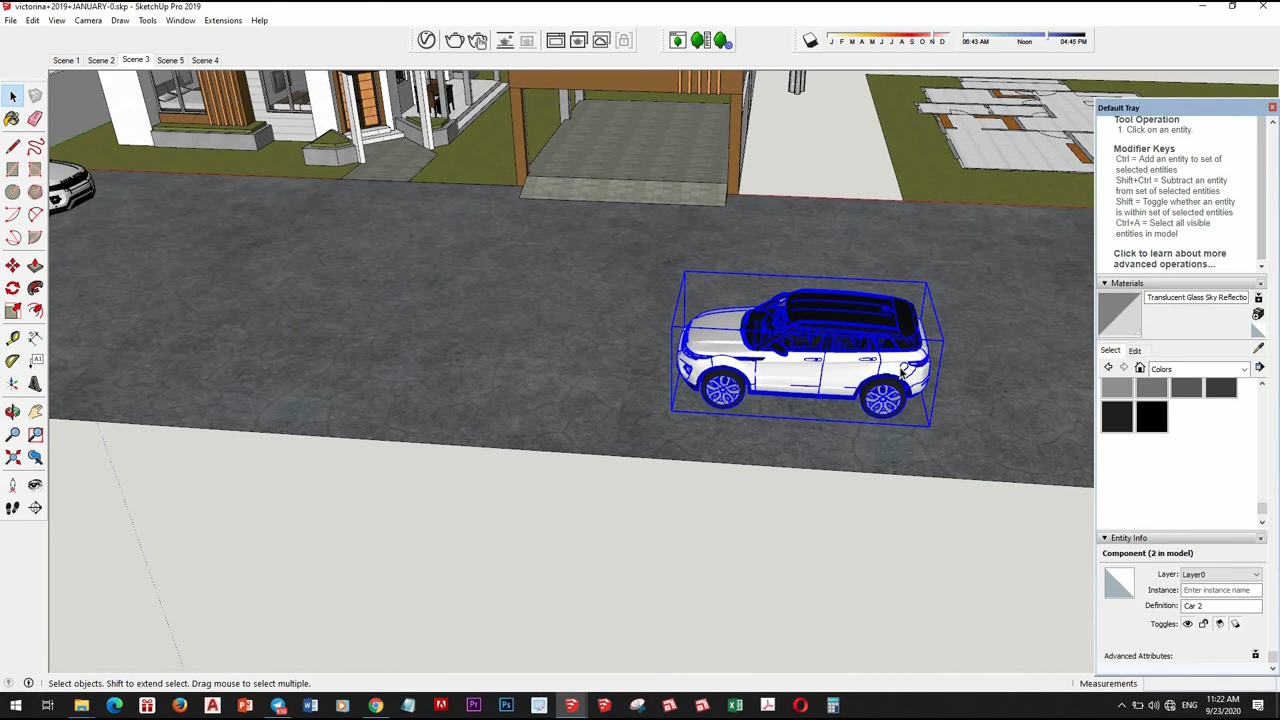 victorina+2019+JANUARY-0.skp - SketchUp Pro 2019
File Edit View Camera Draw Tools Window Extensions Help
J F M A M J J A S O N D
06:43 AM Noon 04:45 PM
Scene 1 Scene 2 Scene 3 Scene 5 Scene 4
Default Tray
Tool Operation
1. Click on an entity.
Modifier Keys
Ctrl = Add an entity to set of
selected entities
Shift+Ctrl = Subtract an entity
from set of selected entities
Shift = Toggle whether an entity
is within set of selected entities
Ctrl+A = Select all visible
entities in model
Click to learn about more
advanced operations...
Materials
Translucent Glass Sky Reflectio
Select Edit
Colors
Entity Info
Component (2 in model)
Layer: Layer0
Instance: Enter instance name
Definition: Car 2
Toggles:
Advanced Attributes:
Select objects. Shift to extend select. Drag mouse to select multiple.
Measurements
11:22 AM
9/23/2020